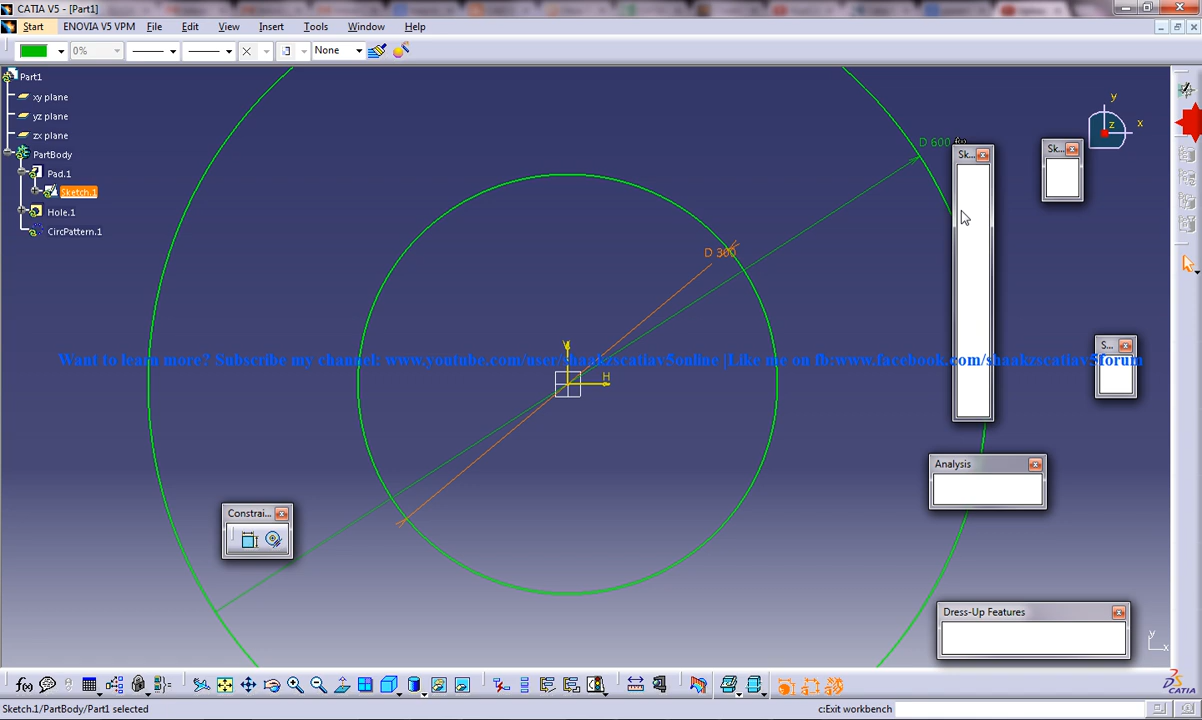 CATIA V5 - [Part1]
Start ENOVIA V5 VPM File Edit View Insert Tools Window Help
0% None
Part1
xy plane
yz plane
zx plane
PartBody
Pad.1
Sketch.1
Hole.1
CircPattern.1
y
z
x
D 600
Sk...
Sk...
D 300
V
H
S...
Want to learn more? Subscribe my channel: www.youtube.com/user/shaakzscatiav5online |Like me on fb:www.facebook.com/shaakzscatiav5forum
Analysis
Constrai...
Dress-Up Features
y
x
f(x)
CATIA
Sketch.1/PartBody/Part1 selected
c:Exit workbench